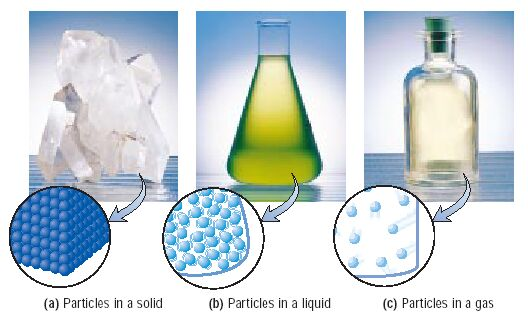 (a) Particles in a solid
(b) Particles in a liquid
(c) Particles in a gas